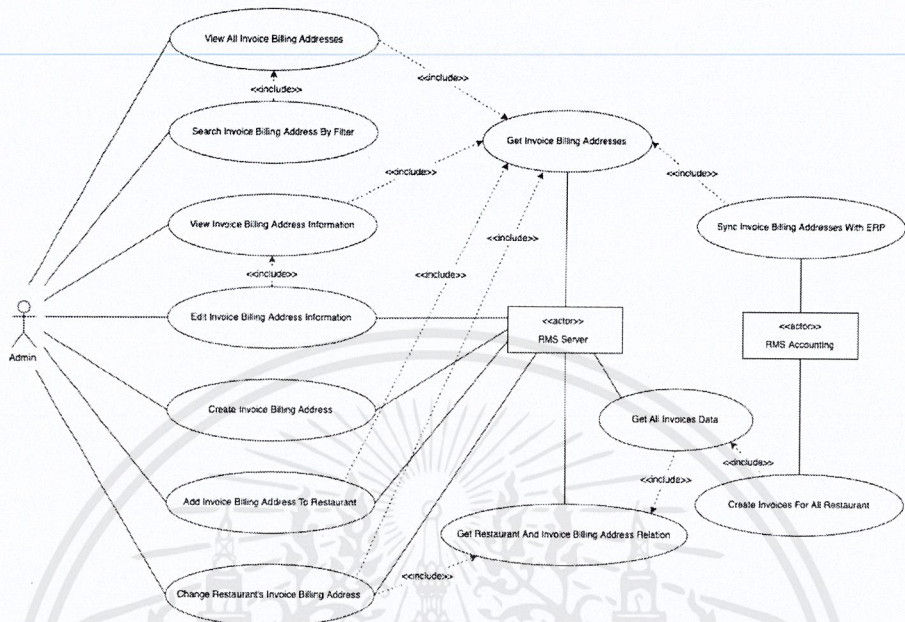 View All Invoice Billing Addresses
<<include>>
<<include>>
Search Invoice Billing Address By Filter
Get Invoice Billing Addresses
<<include>>
<<include>>
View Invoice Billing Address Information
Sync Invoice Billing Addresses With ERP
<<include>>
<<include>>
<<include>>
Admin
Edit Invoice Billing Address Information
<<actor>>
RMS Server
<<actor>>
RMS Accounting
Create Invoice Billing Address
Get All Invoices Data
<<include>>
<<include>>
Add Invoice Billing Address To Restaurant
Create Invoices For All Restaurant
Get Restaurant And Invoice Billing Address Relation
<<include>>
Change Restaurant's Invoice Billing Address